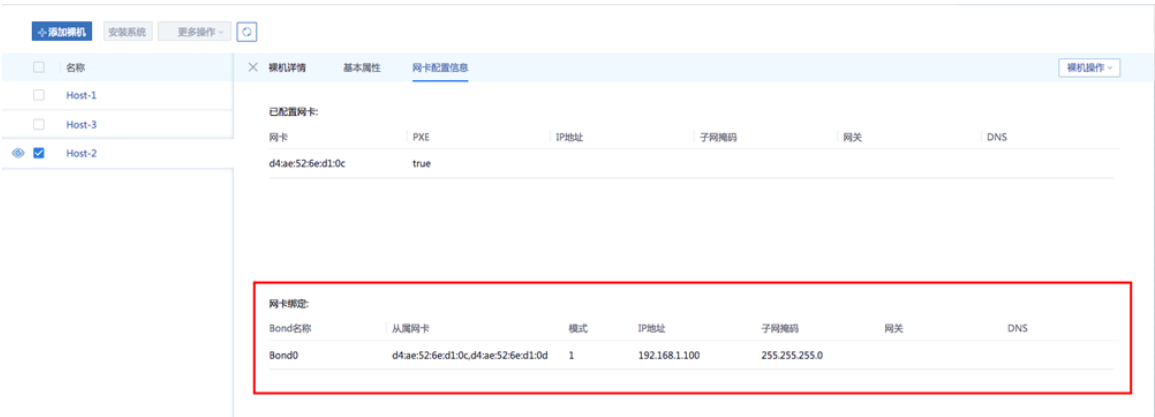 添加裸机 安装系统 更多操作
名称 裸机详情 基本属性 网卡配置信息 裸机操作
Host-1
Host-3
Host-2
已配置网卡:
网卡 PXE IP地址 子网掩码 网关 DNS
d4:ae:52:6e:d1:0c true
网卡绑定:
Bond名称 从属网卡 模式 IP地址 子网掩码 网关 DNS
Bond0 d4:ae:52:6e:d1:0c,d4:ae:52:6e:d1:0d 1 192.168.1.100 255.255.255.0